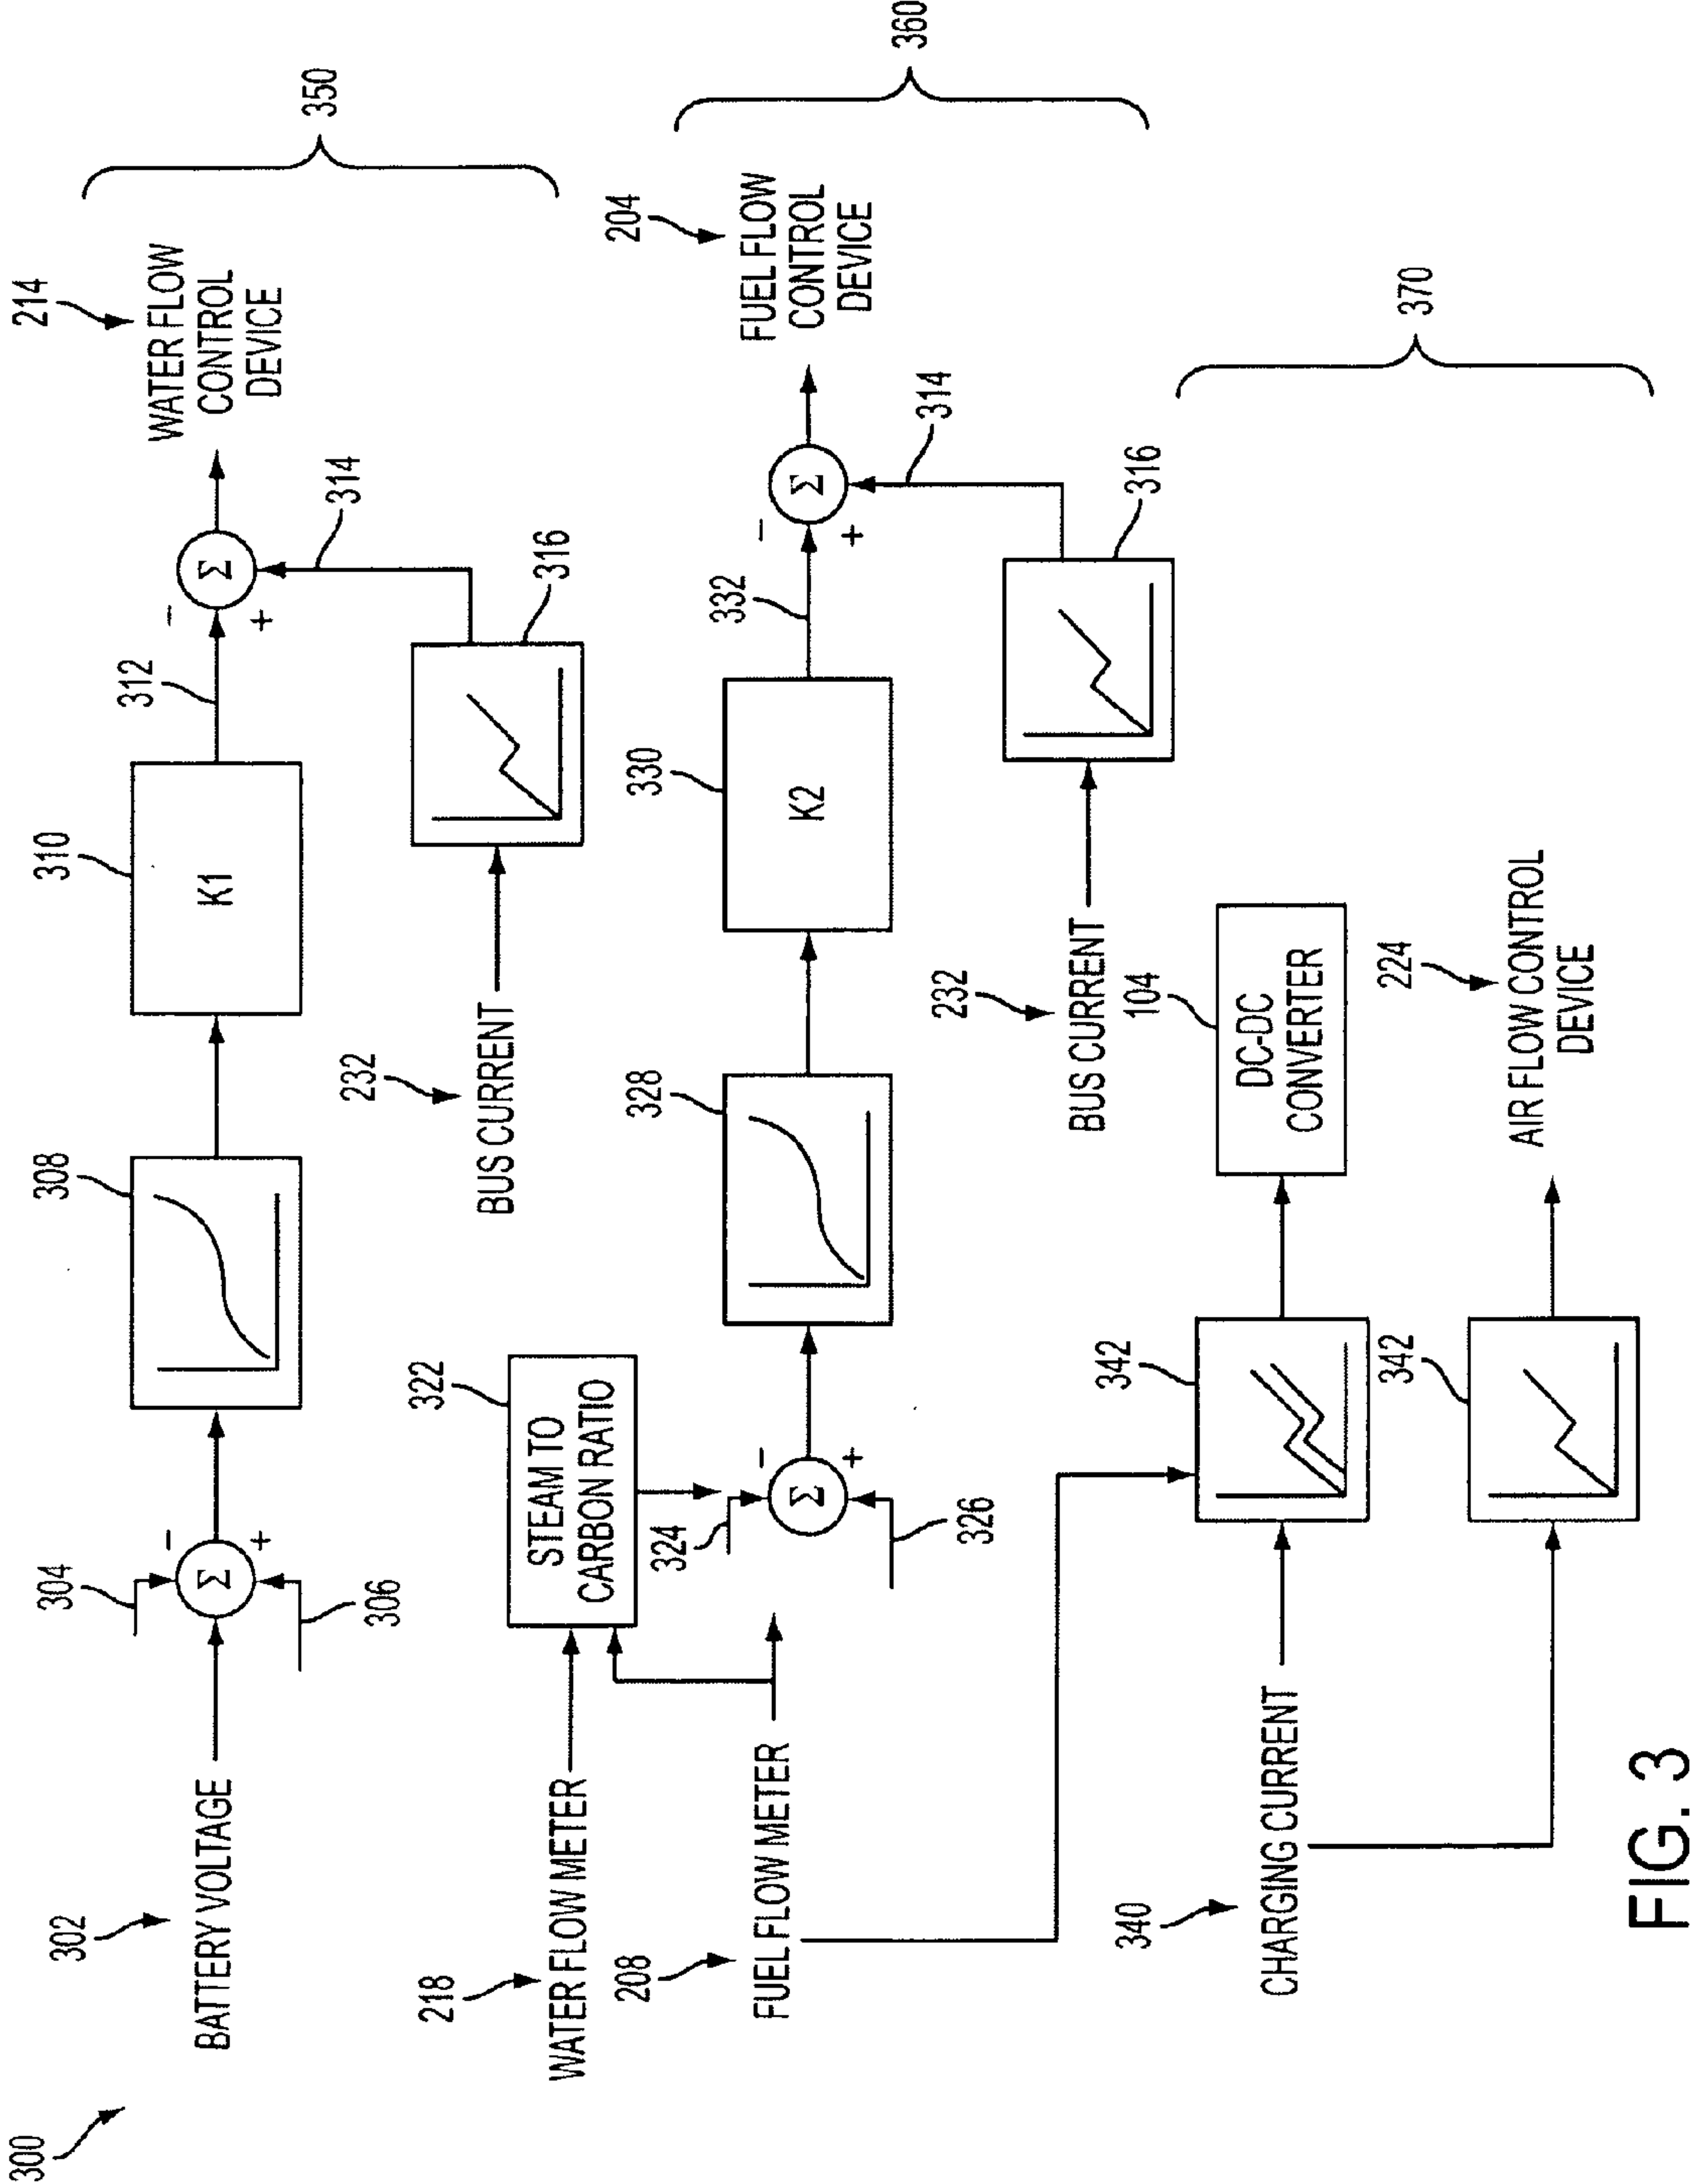 300
302
BATTERY VOLTAGE
304
Σ
-
+
306
308
310
K1
312
-
+
Σ
314
316
232
BUS CURRENT
214
WATER FLOW
CONTROL
DEVICE
350
218
WATER FLOW METER
208
FUEL FLOW METER
322
STEAM TO
CARBON RATIO
324
Σ
-
+
326
328
330
K2
332
-
+
Σ
314
316
232
BUS CURRENT
204
FUEL FLOW
CONTROL
DEVICE
360
340
CHARGING CURRENT
342
104
DC-DC
CONVERTER
342
224
AIR FLOW CONTROL
DEVICE
370
FIG. 3